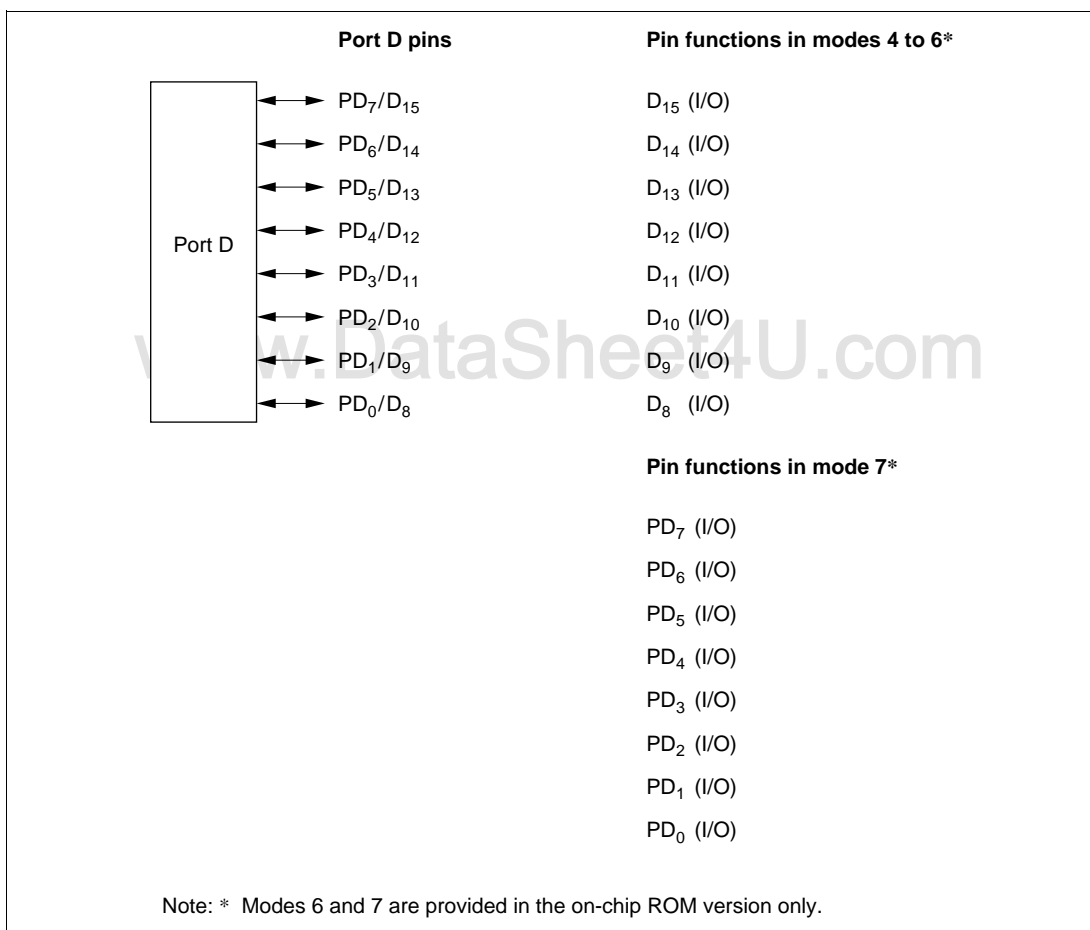 Port D pins Pin functions in modes 4 to 6*
PD7/D15 D15 (I/O)
PD6/D14 D14 (I/O)
PD5/D13 D13 (I/O)
Port D PD4/D12 D12 (I/O)
PD3/D11 D11 (I/O)
PD2/D10 D10 (I/O)
www.DataSheet4U.com
PD1/D9 D9 (I/O)
PD0/D8 D8 (I/O)
Pin functions in mode 7*
PD7 (I/O)
PD6 (I/O)
PD5 (I/O)
PD4 (I/O)
PD3 (I/O)
PD2 (I/O)
PD1 (I/O)
PD0 (I/O)
Note: * Modes 6 and 7 are provided in the on-chip ROM version only.